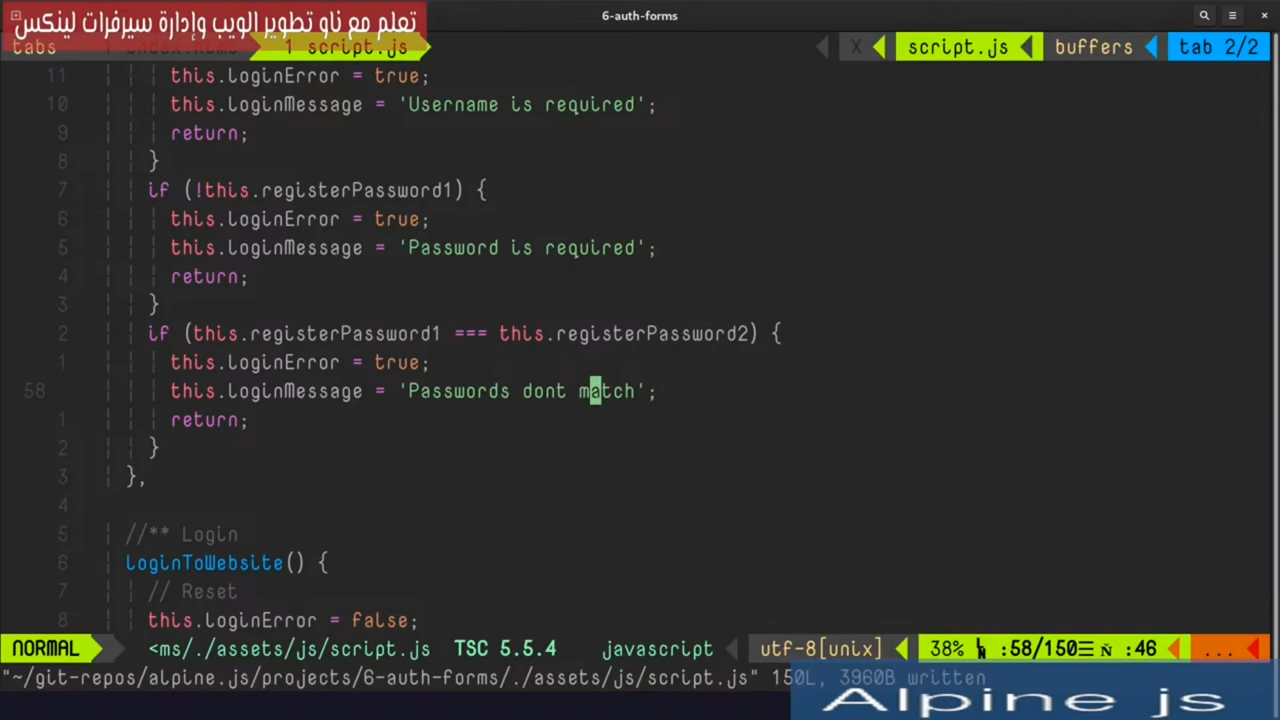 6-auth-forms
تعلم مع ناو تطوير الويب وإدارة سيرفرات لينكس
tabs index.html 1 script.js X script.js buffers tab 2/2
11 this.loginError = true;
10 this.loginMessage = 'Username is required';
9 return;
8 }
7 if (!this.registerPassword1) {
6 this.loginError = true;
5 this.loginMessage = 'Password is required';
4 return;
3 }
2 if (this.registerPassword1 === this.registerPassword2) {
1 this.loginError = true;
58 this.loginMessage = 'Passwords dont match';
1 return;
2 }
3 },
4
5 //** Login
6 loginToWebsite() {
7 // Reset
8 this.loginError = false;
NORMAL <ms/./assets/js/script.js TSC 5.5.4 javascript utf-8[unix] 38% :58/150 :46 ...
"~/git-repos/alpine.js/projects/6-auth-forms/./assets/js/script.js" 150L, 3960B written
Alpine js